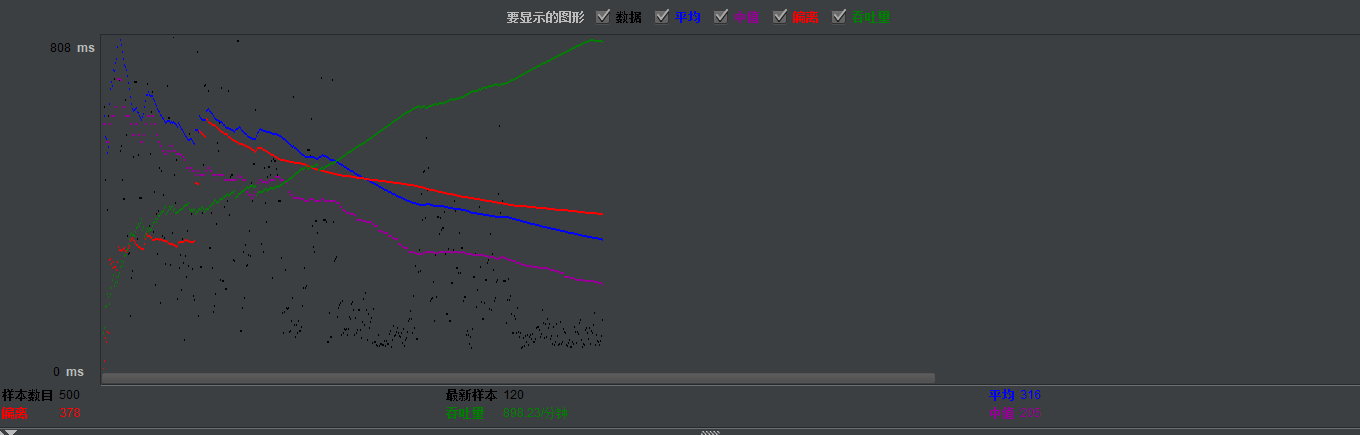 要显示的图形 数据 平均 中值 偏离 吞吐量
808 ms
0 ms
样本数目 500 最新样本 120 平均 316
偏离 378 吞吐量 898.23/分钟 中值 205